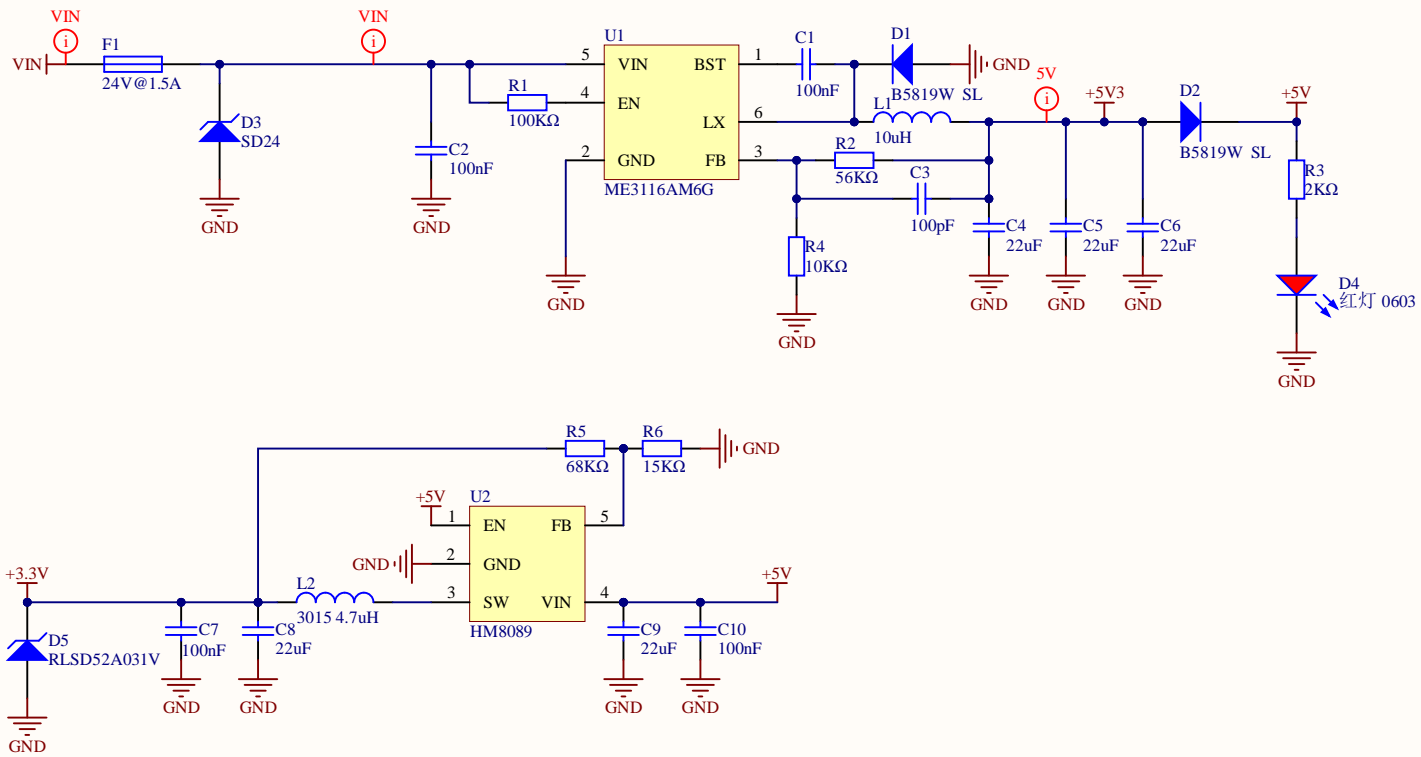 VIN
VIN
VIN
F1
24V@1.5A
D3
SD24
GND
C2
100nF
GND
R1
100KΩ
U1
5
VIN
BST
1
4
EN
LX
6
2
GND
FB
3
ME3116AM6G
GND
C1
100nF
D1
B5819W SL
GND
L1
10uH
R2
56KΩ
C3
100pF
R4
10KΩ
GND
C4
22uF
GND
5V
C5
22uF
GND
+5V3
C6
22uF
GND
D2
B5819W SL
+5V
R3
2KΩ
D4
红灯 0603
GND
R5
68KΩ
R6
15KΩ
GND
U2
+5V
1
EN
FB
5
GND
2
GND
3
SW
VIN
4
HM8089
+3.3V
D5
RLSD52A031V
GND
C7
100nF
GND
C8
22uF
GND
L2
3015 4.7uH
C9
22uF
GND
C10
100nF
GND
+5V